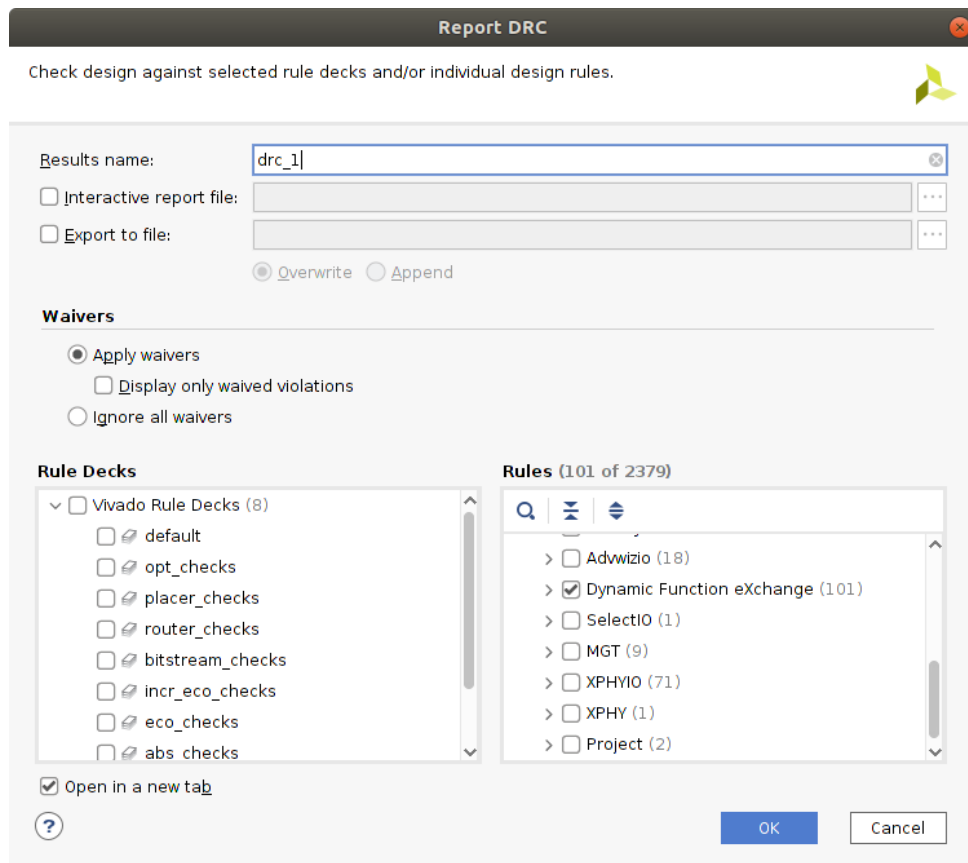 Report DRC
Check design against selected rule decks and/or individual design rules.
Results name: drc_1
Interactive report file: ...
Export to file: ...
Overwrite Append
Waivers
Apply waivers
Display only waived violations
Ignore all waivers
Rule Decks
Vivado Rule Decks (8)
default
opt_checks
placer_checks
router_checks
bitstream_checks
incr_eco_checks
eco_checks
abs_checks
Rules (101 of 2379)
Advwizio (18)
Dynamic Function eXchange (101)
SelectIO (1)
MGT (9)
XPHYIO (71)
XPHY (1)
Project (2)
Open in a new tab
? OK Cancel